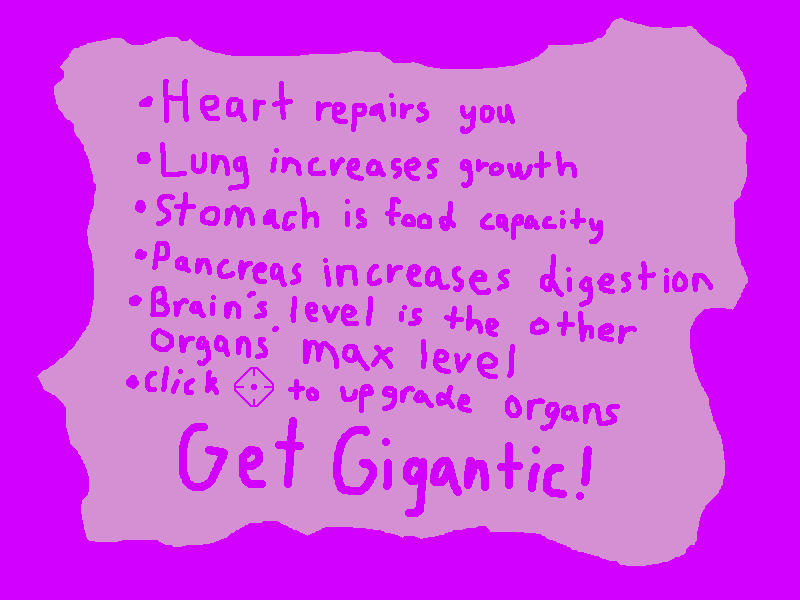 •Heart repairs you
•Lung increases growth
•Stomach is food capacity
•Pancreas increases digestion
•Brain's level is the other
organs' max level
•click to upgrade organs
Get Gigantic!